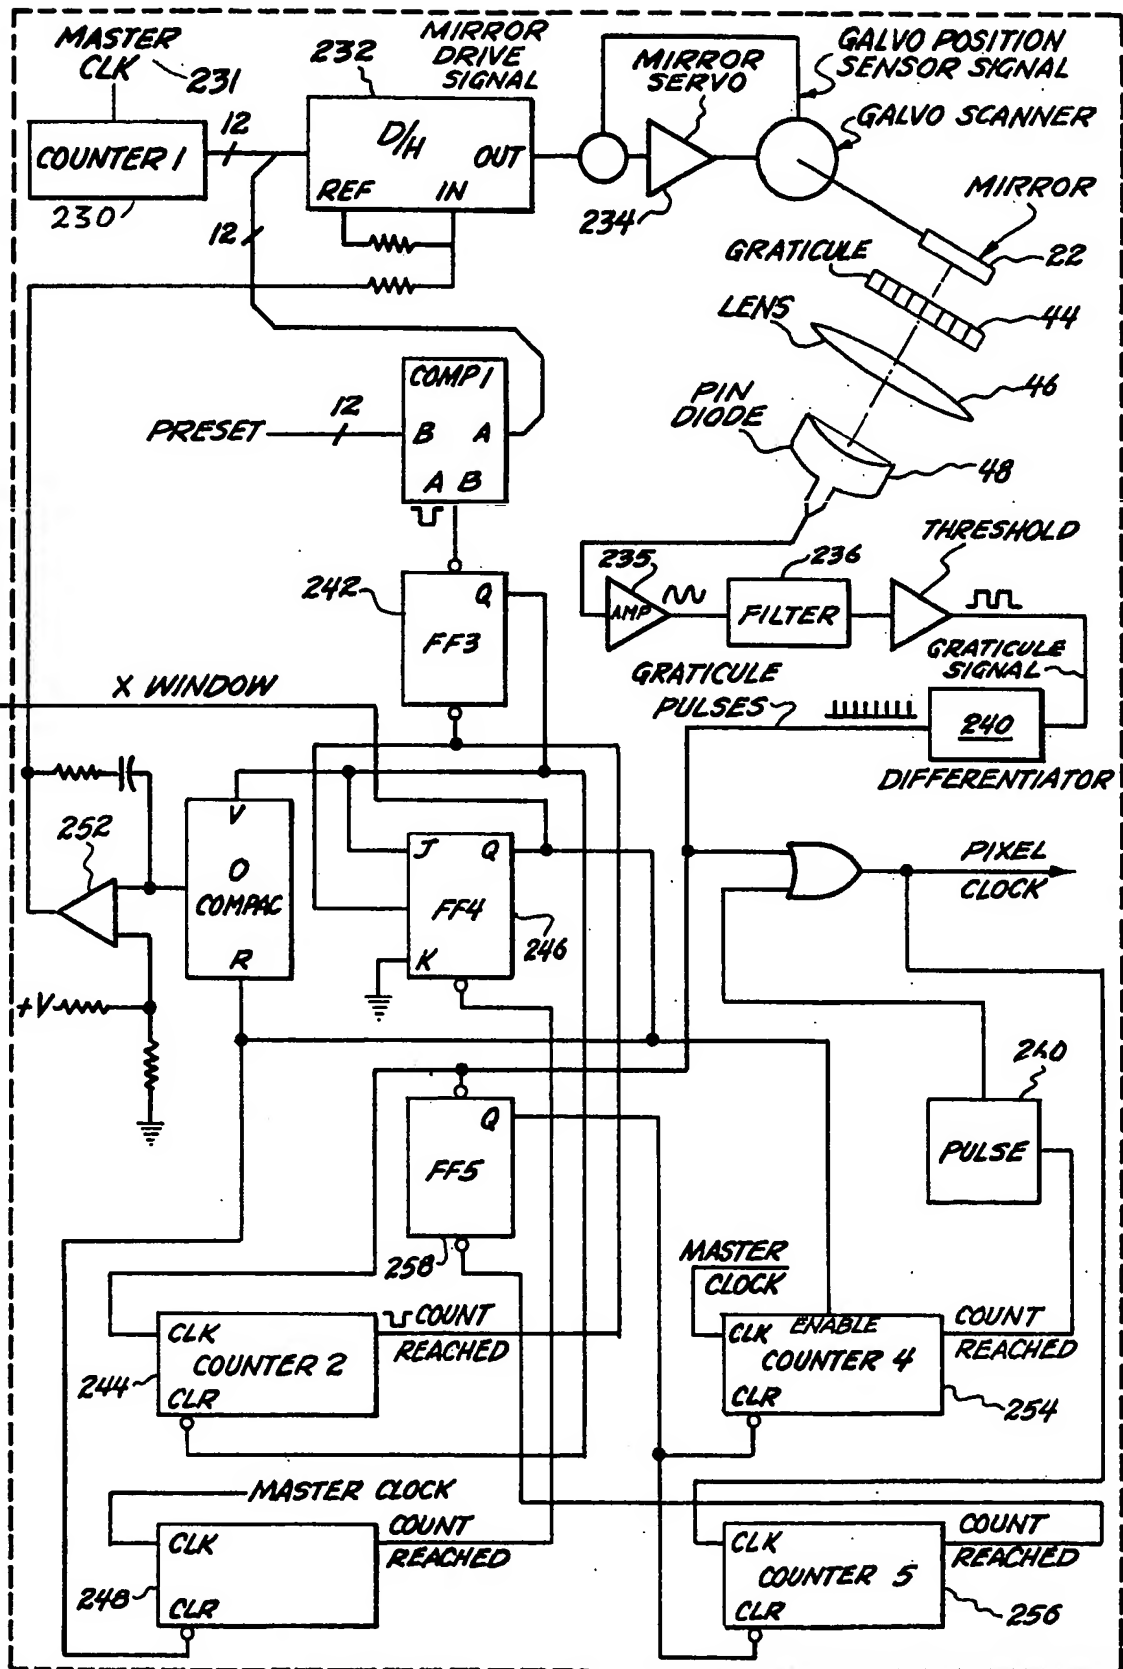 MASTER
CLK
231
COUNTER 1
230
12
12
232
MIRROR
DRIVE
SIGNAL
D/H
OUT
REF
IN
MIRROR
SERVO
234
GALVO POSITION
SENSOR SIGNAL
GALVO SCANNER
MIRROR
22
GRATICULE
44
LENS
46
PIN
DIODE
48
COMP1
PRESET
12
B A
A B
242
Q
FF3
235
AMP
236
FILTER
THRESHOLD
GRATICULE
SIGNAL
GRATICULE
PULSES
240
DIFFERENTIATOR
X WINDOW
252
V
O
COMPAC
R
+V
J Q
FF4
K
246
PIXEL
CLOCK
260
PULSE
Q
FF5
258
MASTER
CLOCK
CLK
COUNTER 2
CLR
244
COUNT
REACHED
CLK
ENABLE
COUNTER 4
CLR
COUNT
REACHED
254
MASTER CLOCK
CLK
CLR
248
COUNT
REACHED
CLK
COUNTER 5
CLR
COUNT
REACHED
256